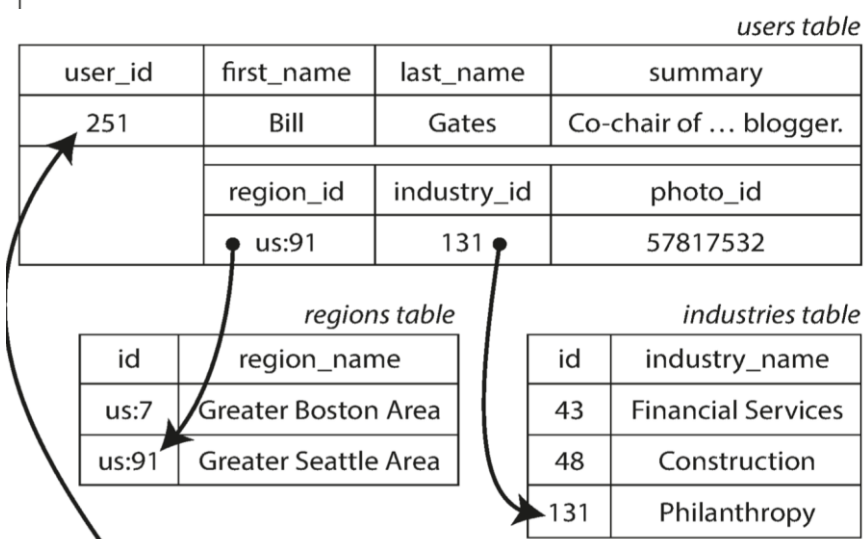 users table
user_id first_name last_name summary
251 Bill Gates Co-chair of … blogger.
region_id industry_id photo_id
us:91 131 57817532
regions table
id region_name
us:7 Greater Boston Area
us:91 Greater Seattle Area
industries table
id industry_name
43 Financial Services
48 Construction
131 Philanthropy